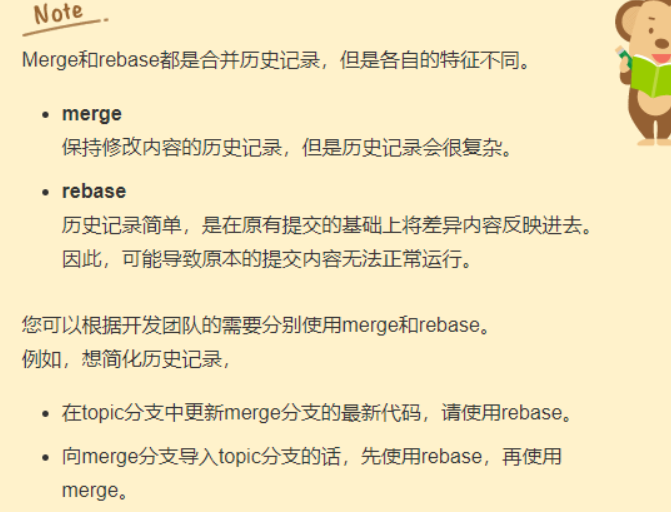 Note
Merge和rebase都是合并历史记录，但是各自的特征不同。
• merge
保持修改内容的历史记录，但是历史记录会很复杂。
• rebase
历史记录简单，是在原有提交的基础上将差异内容反映进去。
因此，可能导致原本的提交内容无法正常运行。
您可以根据开发团队的需要分别使用merge和rebase。
例如，想简化历史记录，
• 在topic分支中更新merge分支的最新代码，请使用rebase。
• 向merge分支导入topic分支的话，先使用rebase，再使用
merge。